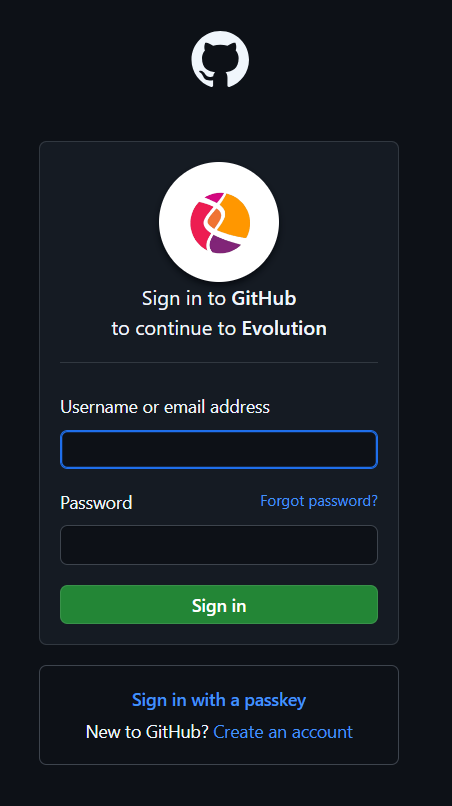 Sign in to GitHub
to continue to Evolution
Username or email address
Password Forgot password?
Sign in
Sign in with a passkey
New to GitHub? Create an account